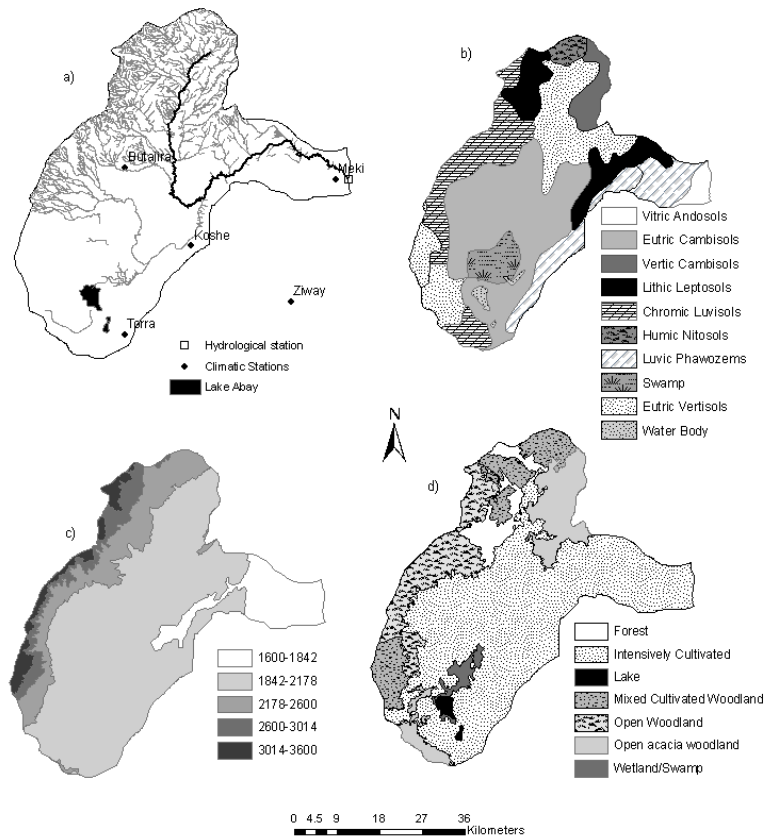 a)
Butajira
Meki
Koshe
Ziway
Torra
Hydrological station
Climatic Stations
Lake Abay
b)
Vitric Andosols
Eutric Cambisols
Vertic Cambisols
Lithic Leptosols
Chromic Luvisols
Humic Nitosols
Luvic Phawozems
Swamp
Eutric Vertisols
Water Body
N
c)
1600-1842
1842-2178
2178-2600
2600-3014
3014-3600
d)
Forest
Intensively Cultivated
Lake
Mixed Cultivated Woodland
Open Woodland
Open acacia woodland
Wetland/Swamp
0 4.5 9 18 27 36
Kilometers